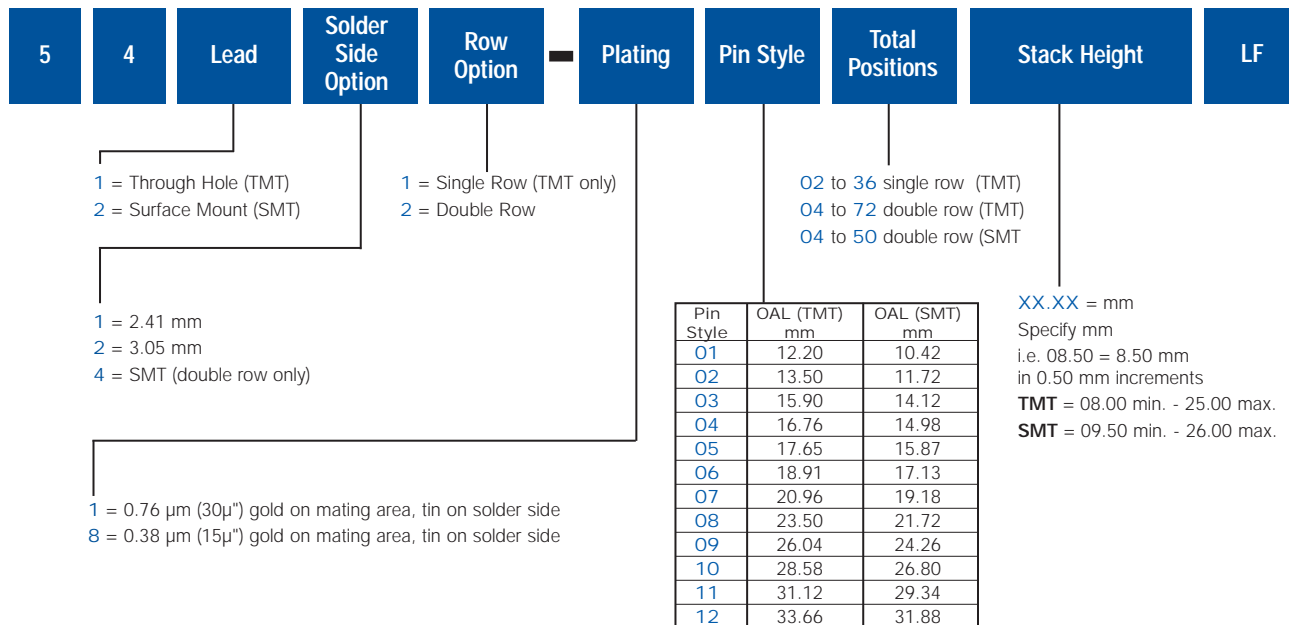 5 4 Lead Solder Side Option Row Option - Plating Pin Style Total Positions Stack Height LF
1 = Through Hole (TMT)
2 = Surface Mount (SMT)
1 = Single Row (TMT only)
2 = Double Row
02 to 36 single row (TMT)
04 to 72 double row (TMT)
04 to 50 double row (SMT
1 = 2.41 mm
2 = 3.05 mm
4 = SMT (double row only)
XX.XX = mm
Specify mm
i.e. 08.50 = 8.50 mm
in 0.50 mm increments
TMT = 08.00 min. - 25.00 max.
SMT = 09.50 min. - 26.00 max.
1 = 0.76 µm (30µ") gold on mating area, tin on solder side
8 = 0.38 µm (15µ") gold on mating area, tin on solder side
Pin Style OAL (TMT) mm OAL (SMT) mm
01 12.20 10.42
02 13.50 11.72
03 15.90 14.12
04 16.76 14.98
05 17.65 15.87
06 18.91 17.13
07 20.96 19.18
08 23.50 21.72
09 26.04 24.26
10 28.58 26.80
11 31.12 29.34
12 33.66 31.88